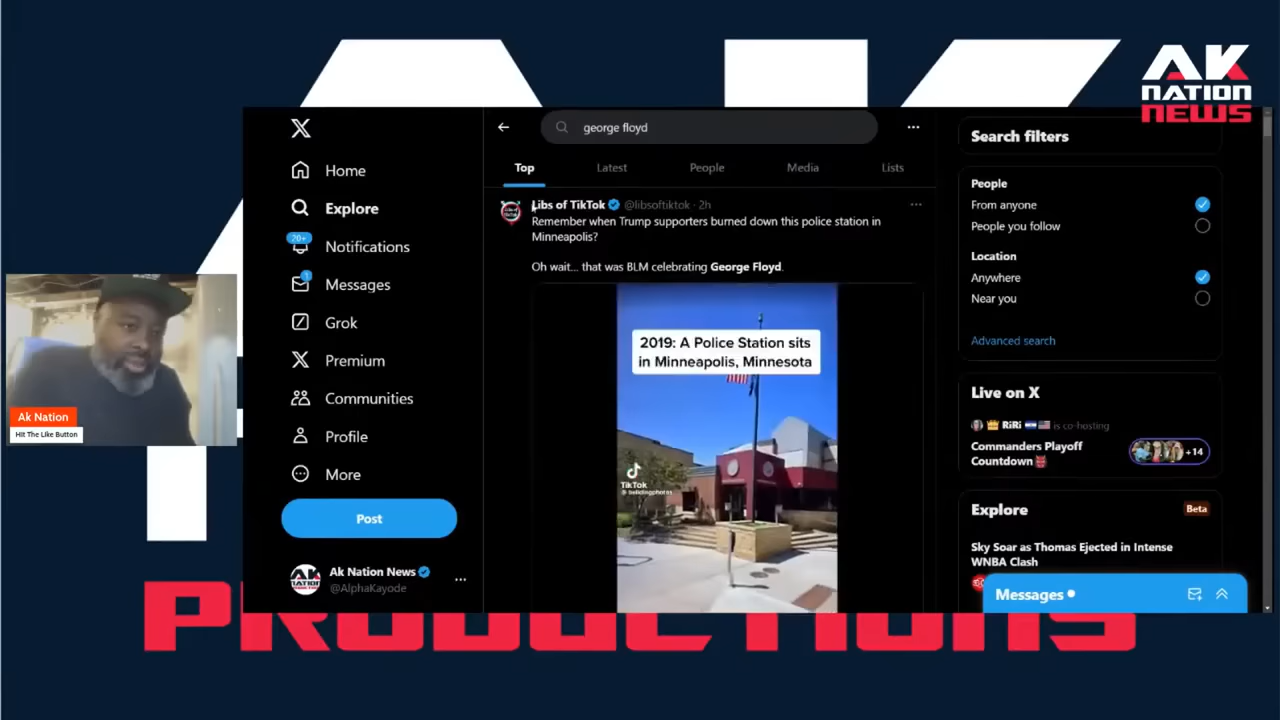 AK
NATION
NEWS
george floyd
Top
Latest
People
Media
Lists
Home
Explore
20+
Notifications
1
Messages
Grok
Premium
Communities
Profile
More
Post
Ak Nation News
@AlphaKayode
Libs of TikTok @libsoftiktok · 2h
Remember when Trump supporters burned down this police station in
Minneapolis?
Oh wait... that was BLM celebrating George Floyd.
2019: A Police Station sits
in Minneapolis, Minnesota
TikTok
@buildingphotos
Search filters
People
From anyone
People you follow
Location
Anywhere
Near you
Advanced search
Live on X
RiRi is co-hosting
Commanders Playoff
Countdown
+14
Explore
Beta
Sky Soar as Thomas Ejected in Intense
WNBA Clash
Messages
Ak Nation
Hit The Like Button
PRODUCTIONS